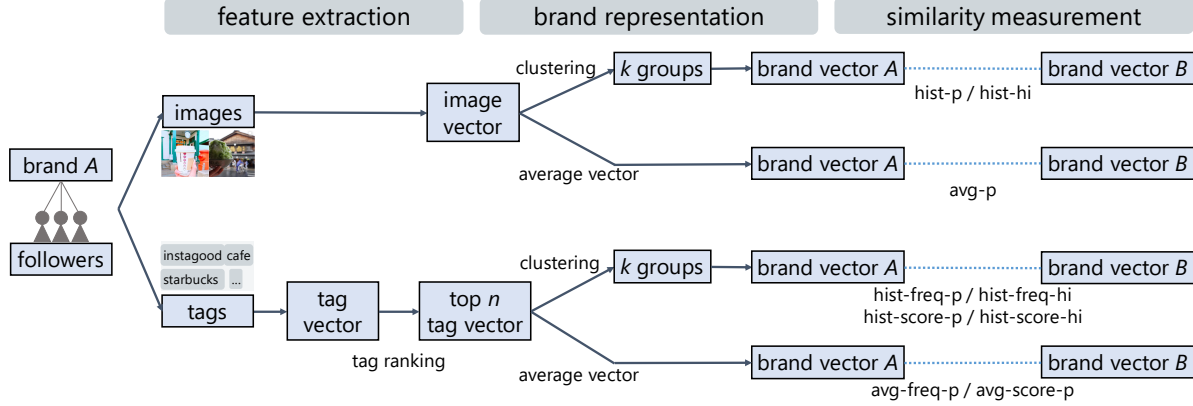 feature extraction
brand representation
similarity measurement
clustering
k groups
brand vector A
brand vector B
hist-p / hist-hi
images
image
vector
brand A
average vector
brand vector A
brand vector B
avg-p
followers
instagood
cafe
starbucks
...
tags
tag
vector
tag ranking
top n
tag vector
clustering
k groups
brand vector A
brand vector B
hist-freq-p / hist-freq-hi
hist-score-p / hist-score-hi
average vector
brand vector A
brand vector B
avg-freq-p / avg-score-p